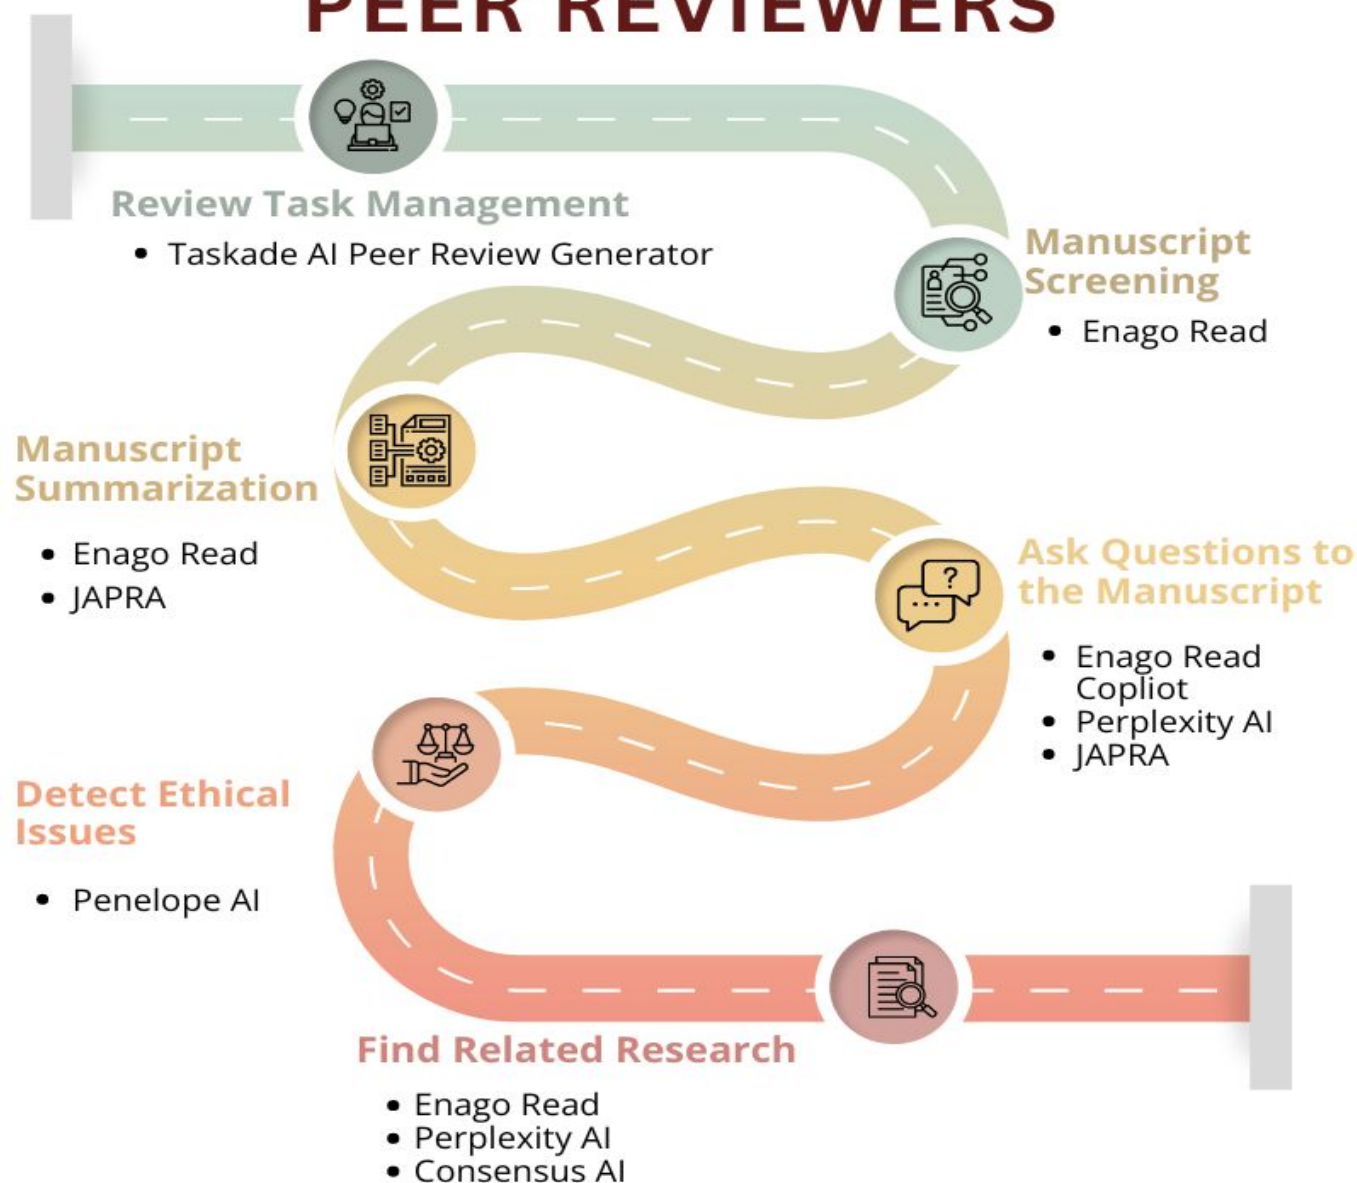 PEER REVIEWERS
Review Task Management
• Taskade AI Peer Review Generator
Manuscript
Screening
• Enago Read
Manuscript
Summarization
• Enago Read
• JAPRA
?
Ask Questions to
the Manuscript
• Enago Read
Copliot
• Perplexity AI
• JAPRA
Detect Ethical
Issues
• Penelope AI
Find Related Research
• Enago Read
• Perplexity AI
• Consensus AI